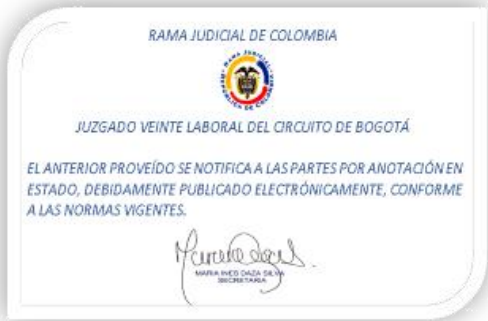 RAMA JUDICIAL DE COLOMBIA
JUZGADO VEINTE LABORAL DEL CIRCUITO DE BOGOTÁ
EL ANTERIOR PROVEÍDO SE NOTIFICA A LAS PARTES POR ANOTACIÓN EN
ESTADO, DEBIDAMENTE PUBLICADO ELECTRÓNICAMENTE, CONFORME
A LAS NORMAS VIGENTES.
MARIA INES DAZA SILVA
SECRETARIA